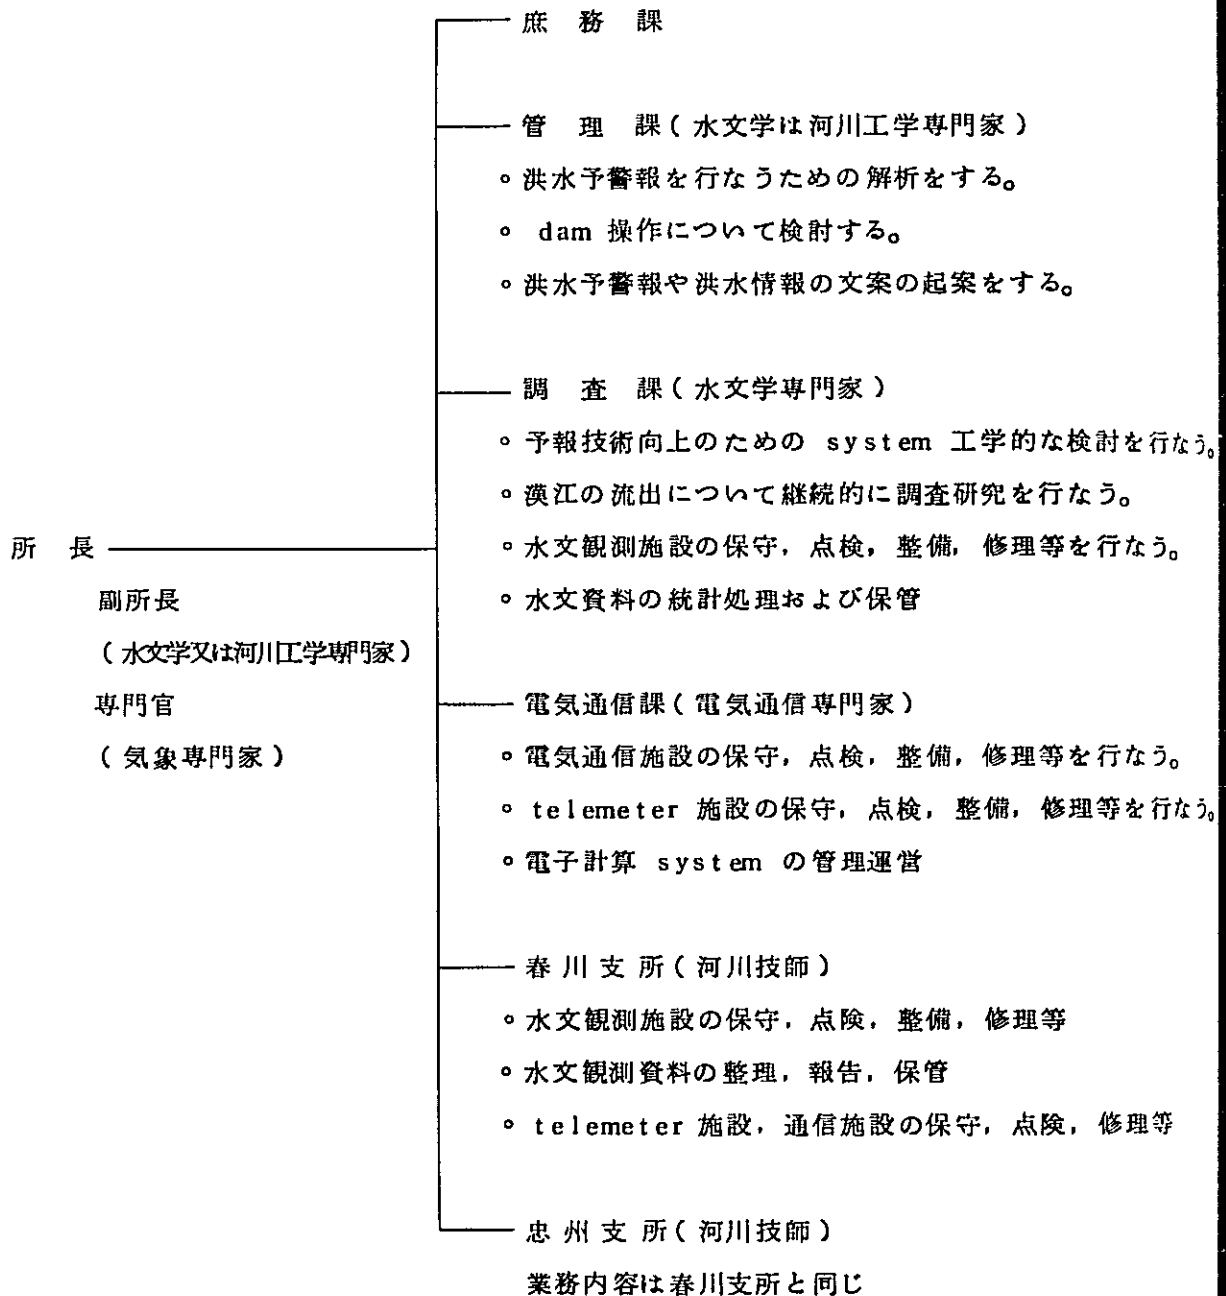 庶務課
管理課(水文学は河川工学専門家)
○洪水予警報を行なうための解析をする。
○ dam 操作について検討する。
○洪水予警報や洪水情報の文案の起案をする。
調査課(水文学専門家)
○予報技術向上のための system 工学的な検討を行なう。
○漢江の流出について継続的に調査研究を行なう。
所長
○水文観測施設の保守，点検，整備，修理等を行なう。
副所長
○水文資料の統計処理および保管
(水文学又は河川工学専門家)
専門官
電気通信課(電気通信専門家)
(気象専門家)
○電気通信施設の保守，点検，整備，修理等を行なう。
○ telemeter 施設の保守，点検，整備，修理等を行なう。
○電子計算 system の管理運営
春川支所(河川技師)
○水文観測施設の保守，点険，整備，修理等
○水文観測資料の整理，報告，保管
○ telemeter 施設，通信施設の保守，点険，修理等
忠州支所(河川技師)
業務内容は春川支所と同じ